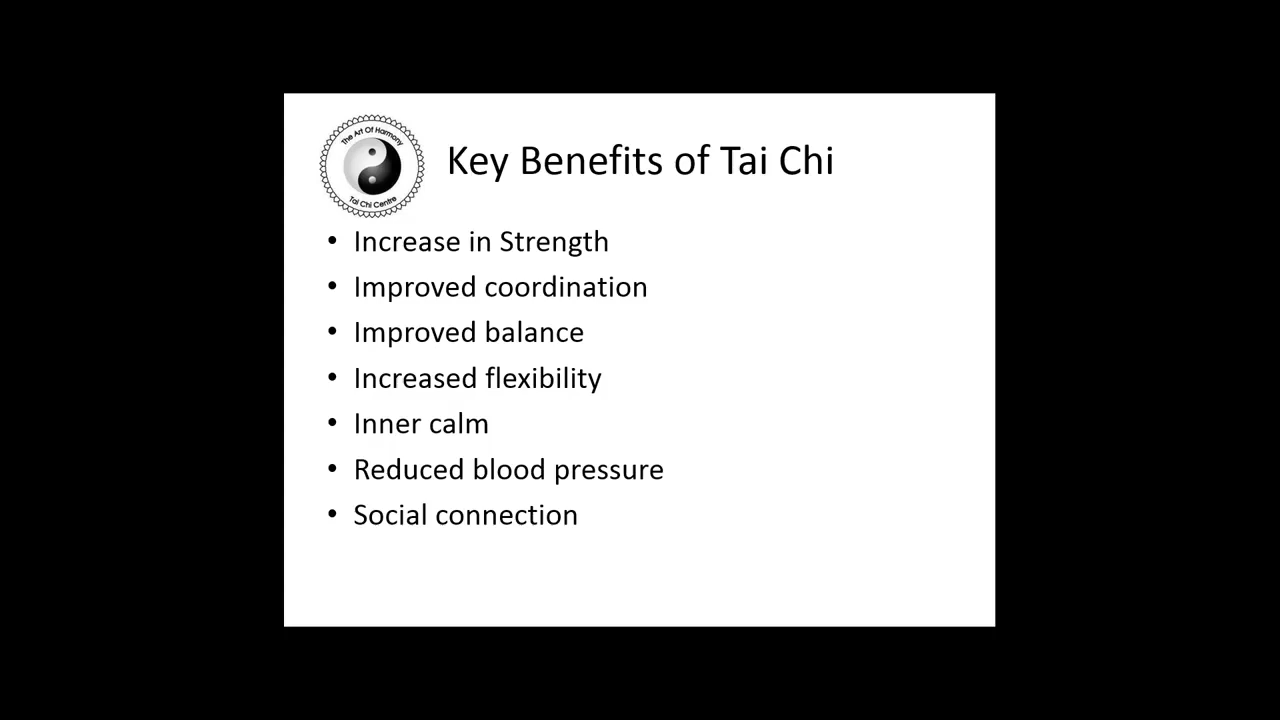 The Art Of Harmony
Tai Chi Centre
Key Benefits of Tai Chi
• Increase in Strength
• Improved coordination
• Improved balance
• Increased flexibility
• Inner calm
• Reduced blood pressure
• Social connection